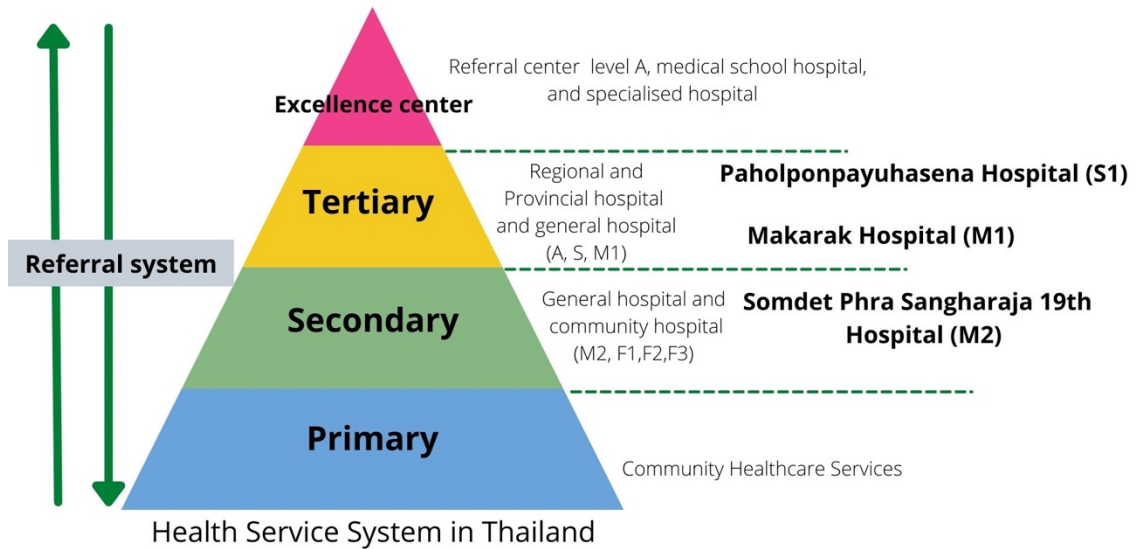 Referral center level A, medical school hospital,
and specialised hospital
Excellence center
Regional and
Provincial hospital
and general hospital
(A, S, M1)
Tertiary
Paholponpayuhasena Hospital (S1)
Makarak Hospital (M1)
Referral system
General hospital and
community hospital
(M2, F1,F2,F3)
Secondary
Somdet Phra Sangharaja 19th
Hospital (M2)
Primary
Community Healthcare Services
Health Service System in Thailand